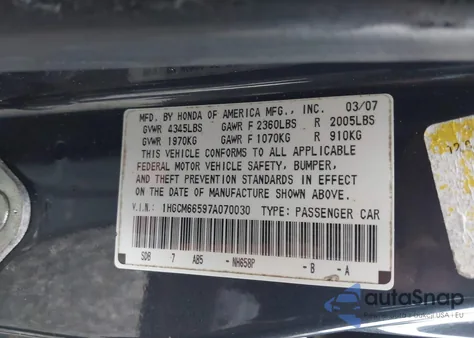 MFD. BY HONDA OF AMERICA MFG., INC. 03/07
GVWR 4345LBS GAWR F 2360LBS R 2005LBS
GVWR 1970KG GAWR F 1070KG R 910KG
THIS VEHICLE CONFORMS TO ALL APPLICABLE
FEDERAL MOTOR VEHICLE SAFETY, BUMPER,
AND THEFT PREVENTION STANDARDS IN EFFECT
ON THE DATE OF MANUFACTURE SHOWN ABOVE.
V.I.N.: 1HGCM66597A070030 TYPE: PASSENGER CAR
SDB 7 AB5 - NH658P - B - A
autoSnap